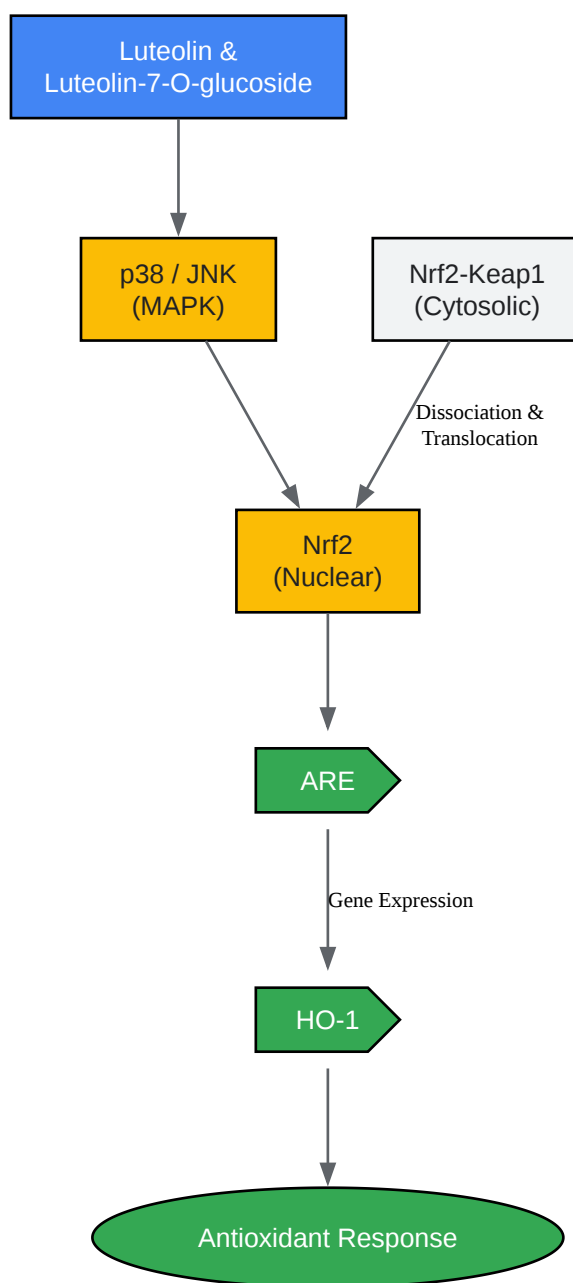 Luteolin &
Luteolin-7-O-glucoside
p38 / JNK
(MAPK)
Nrf2-Keap1
(Cytosolic)
Dissociation &
Translocation
Nrf2
(Nuclear)
ARE
Gene Expression
HO-1
Antioxidant Response